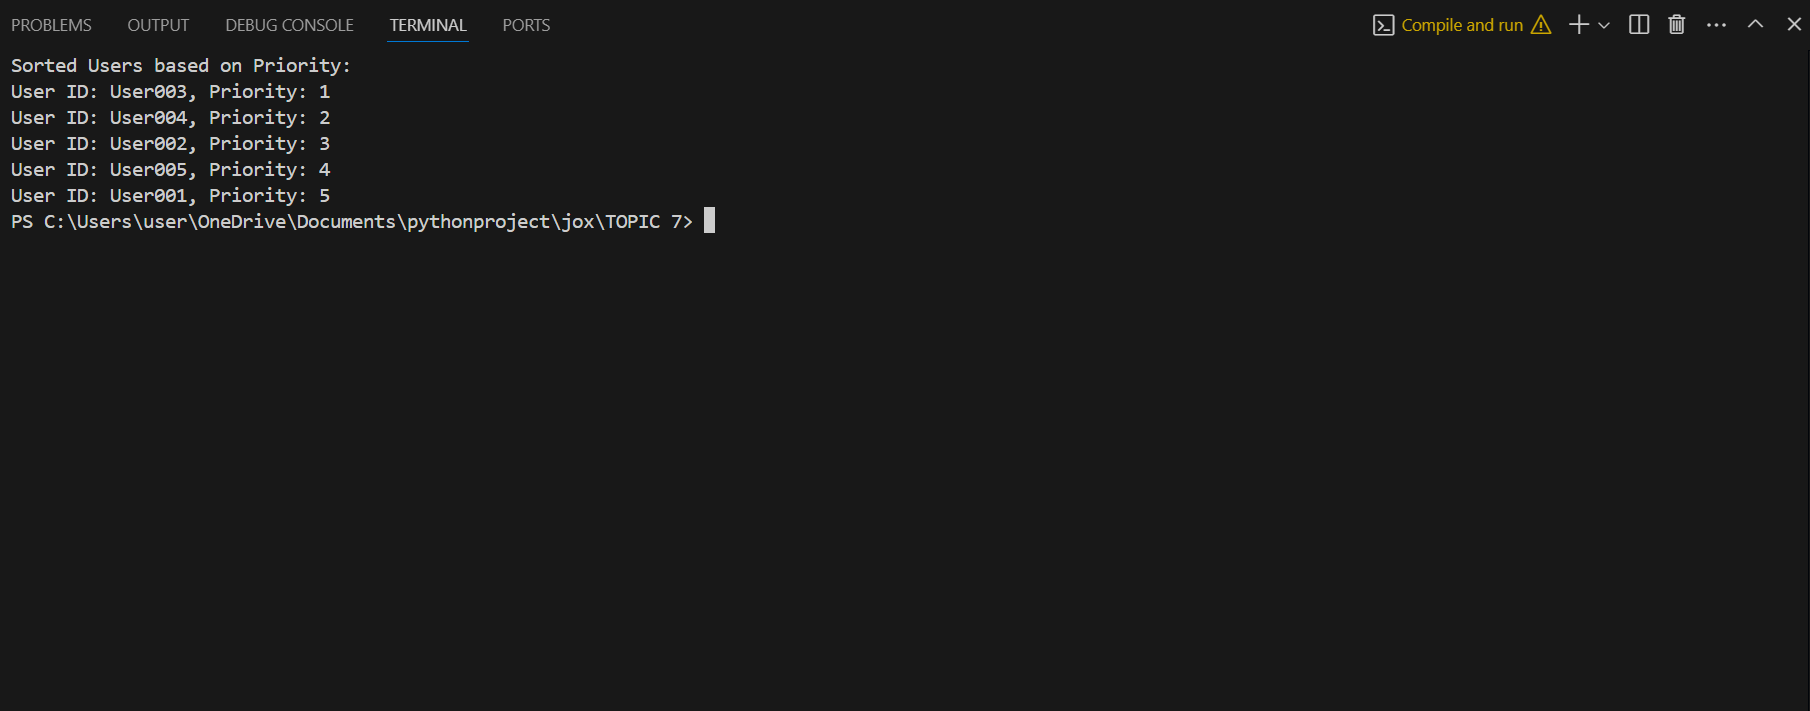 PROBLEMS OUTPUT DEBUG CONSOLE TERMINAL PORTS Compile and run
Sorted Users based on Priority:
User ID: User003, Priority: 1
User ID: User004, Priority: 2
User ID: User002, Priority: 3
User ID: User005, Priority: 4
User ID: User001, Priority: 5
PS C:\Users\user\OneDrive\Documents\pythonproject\jox\TOPIC 7>